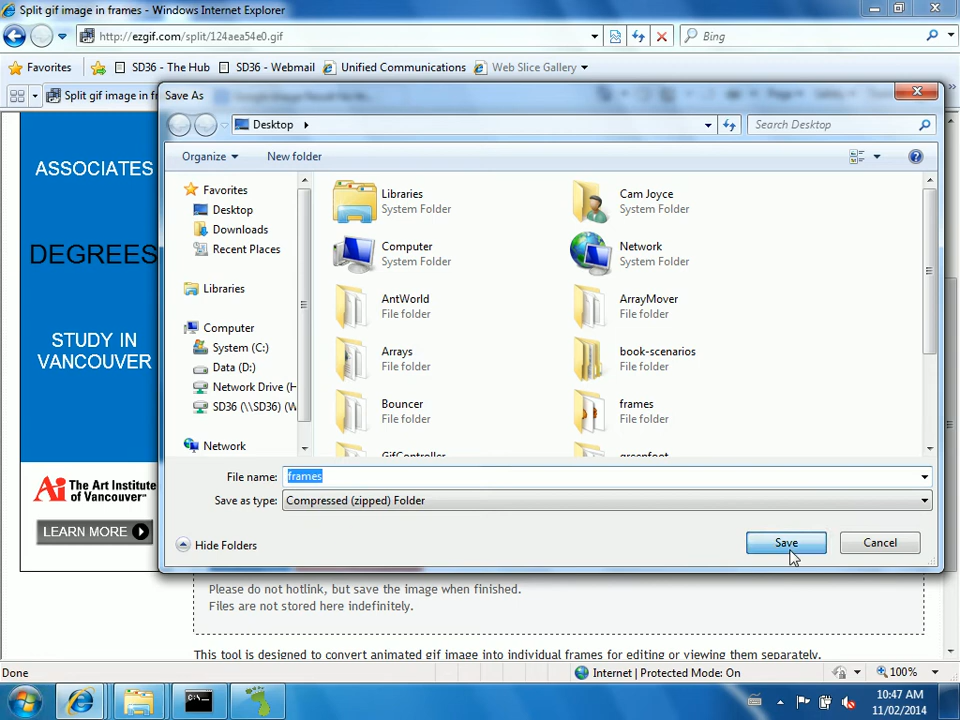 Split gif image in frames - Windows Internet Explorer
http://ezgif.com/split/124aea54e0.gif
Bing
Favorites
SD36 - The Hub
SD36 - Webmail
Unified Communications
Web Slice Gallery
Split gif image in fr
Save As
Desktop
Search Desktop
Organize
New folder
Favorites
Desktop
Downloads
Recent Places
Libraries
Computer
System (C:)
Data (D:)
Network Drive (H
SD36 (\\SD36) (W
Network
Libraries
System Folder
Cam Joyce
System Folder
Computer
System Folder
Network
System Folder
AntWorld
File folder
ArrayMover
File folder
Arrays
File folder
book-scenarios
File folder
Bouncer
File folder
frames
File folder
GifController
greenfoot
File name: frames
Save as type: Compressed (zipped) Folder
Hide Folders
Save
Cancel
ASSOCIATES
DEGREES
STUDY IN
VANCOUVER
Ai The Art Institute
of Vancouver
LEARN MORE
Please do not hotlink, but save the image when finished.
Files are not stored here indefinitely.
This tool is designed to convert animated gif image into individual frames for editing or viewing them separately.
Done
Internet | Protected Mode: On
100%
10:47 AM
11/02/2014